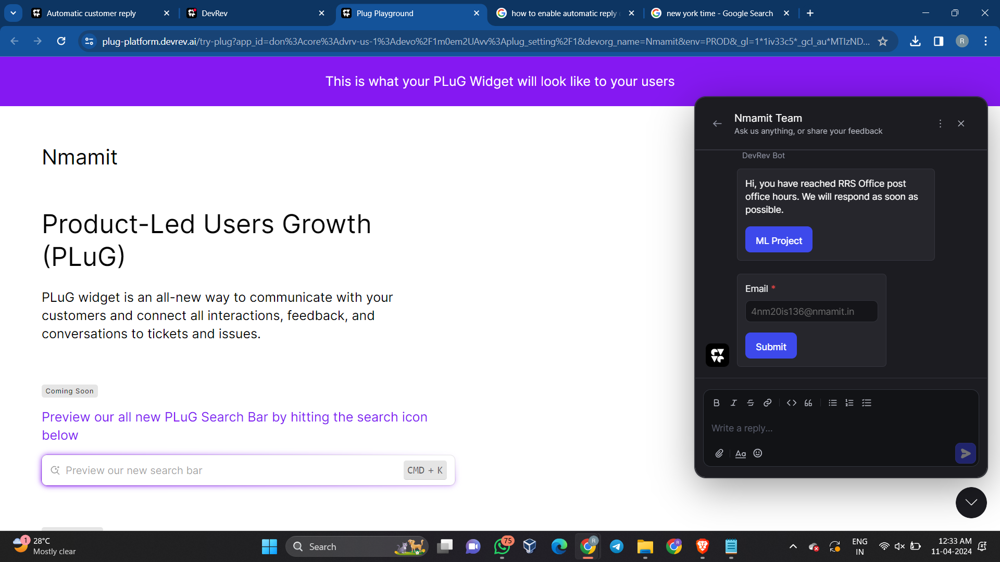 Automatic customer reply
DevRev
Plug Playground
how to enable automatic reply
new york time - Google Search
plug-platform.devrev.ai/try-plug?app_id=don%3Acore%3Advrv-us-1%3Adevo%2F1m0em2UAvv%3Aplug_setting%2F1&devorg_name=Nmamit&env=PROD&_gl=1*1iv33c5*_gcl_au*MTIzND...
R
This is what your PLuG Widget will look like to your users
Nmamit
Product-Led Users Growth
(PLuG)
PLuG widget is an all-new way to communicate with your
customers and connect all interactions, feedback, and
conversations to tickets and issues.
Coming Soon
Preview our all new PLuG Search Bar by hitting the search icon
below
Preview our new search bar
CMD + K
Nmamit Team
Ask us anything, or share your feedback
DevRev Bot
Hi, you have reached RRS Office post
office hours. We will respond as soon as
possible.
ML Project
Email *
4nm20is136@nmamit.in
Submit
Write a reply...
Aa
1
28°C
Mostly clear
Search
75
R
R
ENG
IN
12:33 AM
11-04-2024